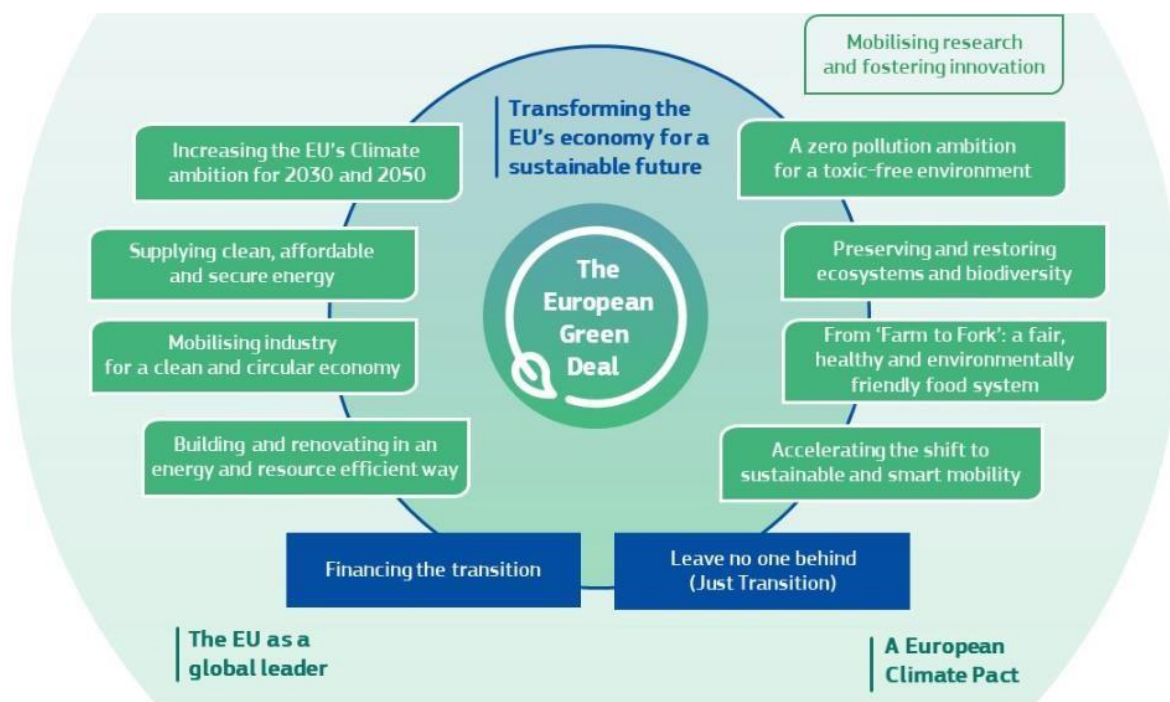 Mobilising research
and fostering innovation
Transforming the
EU's economy for a
sustainable future
Increasing the EU's Climate
ambition for 2030 and 2050
A zero pollution ambition
for a toxic-free environment
Supplying clean, affordable
and secure energy
Preserving and restoring
ecosystems and biodiversity
The
European
Green
Deal
Mobilising industry
for a clean and circular economy
From 'Farm to Fork': a fair,
healthy and environmentally
friendly food system
Building and renovating in an
energy and resource efficient way
Accelerating the shift to
sustainable and smart mobility
Financing the transition
Leave no one behind
(Just Transition)
The EU as a
global leader
A European
Climate Pact